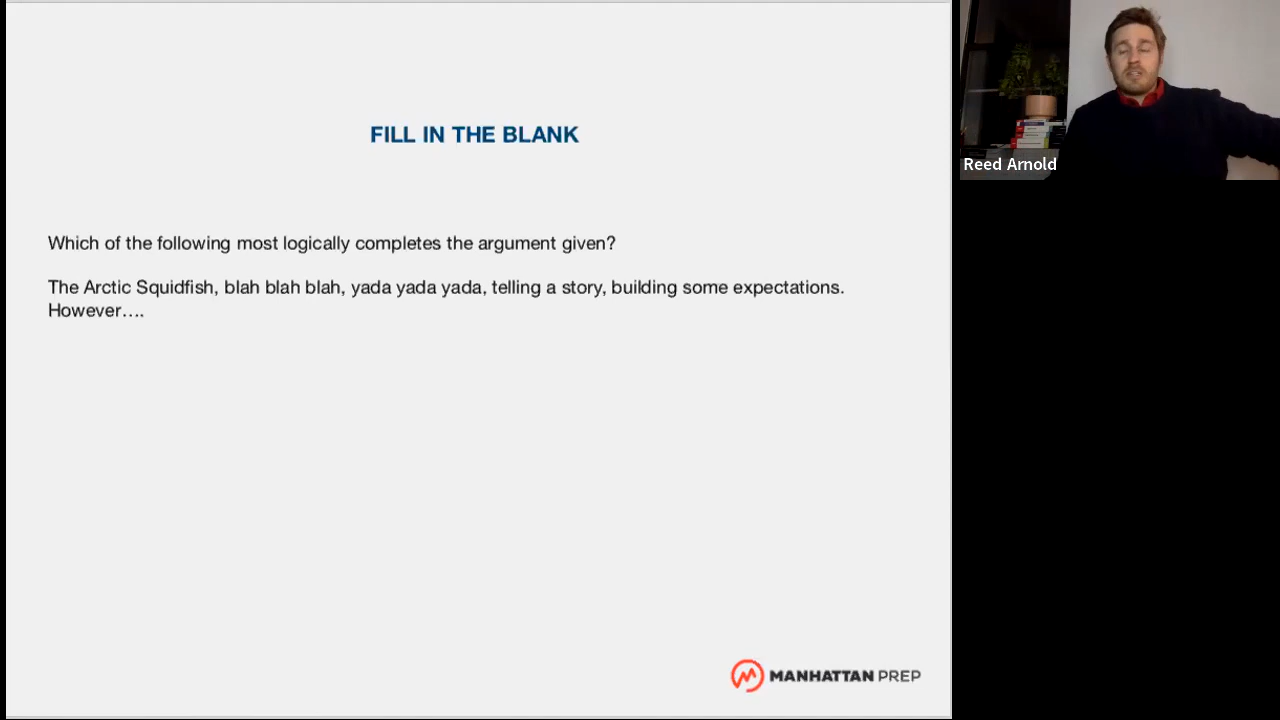 FILL IN THE BLANK
Which of the following most logically completes the argument given?
The Arctic Squidfish, blah blah blah, yada yada yada, telling a story, building some expectations.
However….
MANHATTAN PREP
Reed Arnold